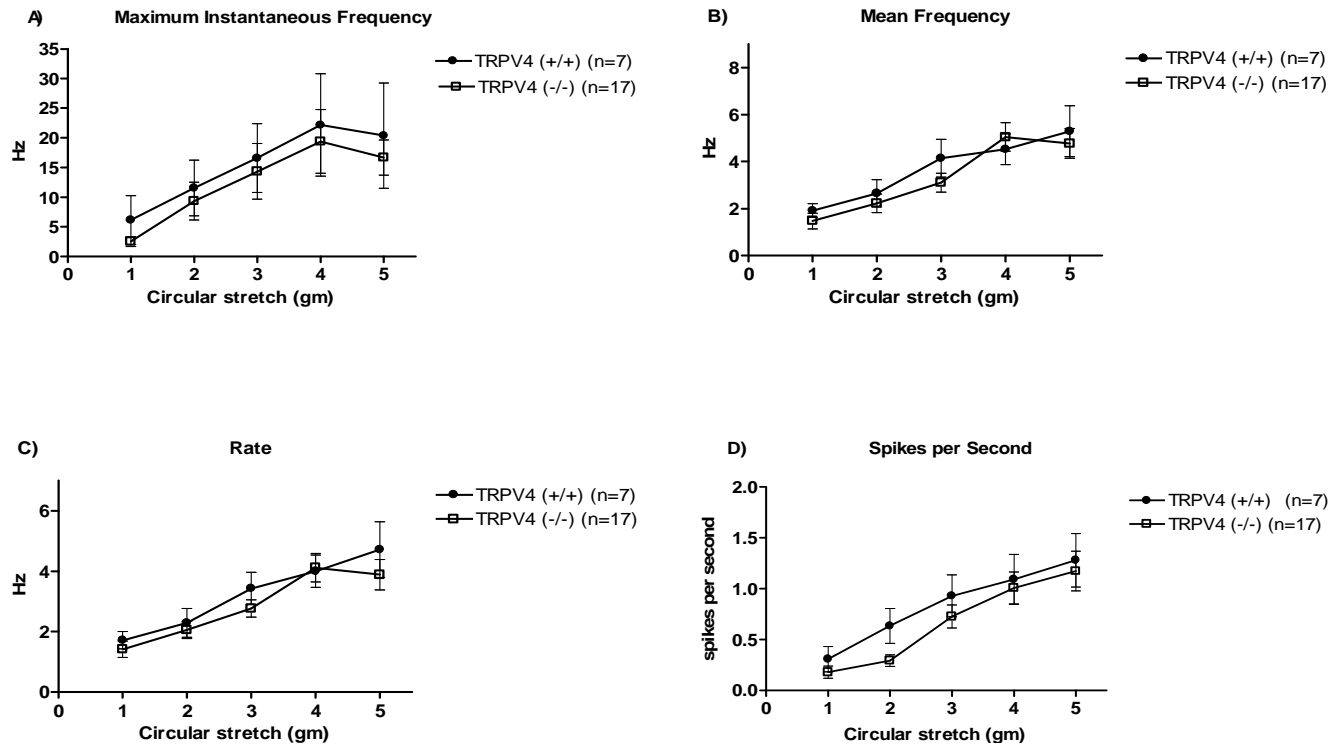 A) Maximum Instantaneous Frequency
35
30
25
20
15
10
5
0
Hz
0 1 2 3 4 5
Circular stretch (gm)
TRPV4 (+/+) (n=7)
TRPV4 (-/-) (n=17)
B) Mean Frequency
8
6
4
2
0
Hz
0 1 2 3 4 5
Circular stretch (gm)
TRPV4 (+/+) (n=7)
TRPV4 (-/-) (n=17)
C) Rate
6
4
2
0
Hz
0 1 2 3 4 5
Circular stretch (gm)
TRPV4 (+/+) (n=7)
TRPV4 (-/-) (n=17)
D) Spikes per Second
2.0
1.5
1.0
0.5
0.0
spikes per second
0 1 2 3 4 5
Circular stretch (gm)
TRPV4 (+/+) (n=7)
TRPV4 (-/-) (n=17)